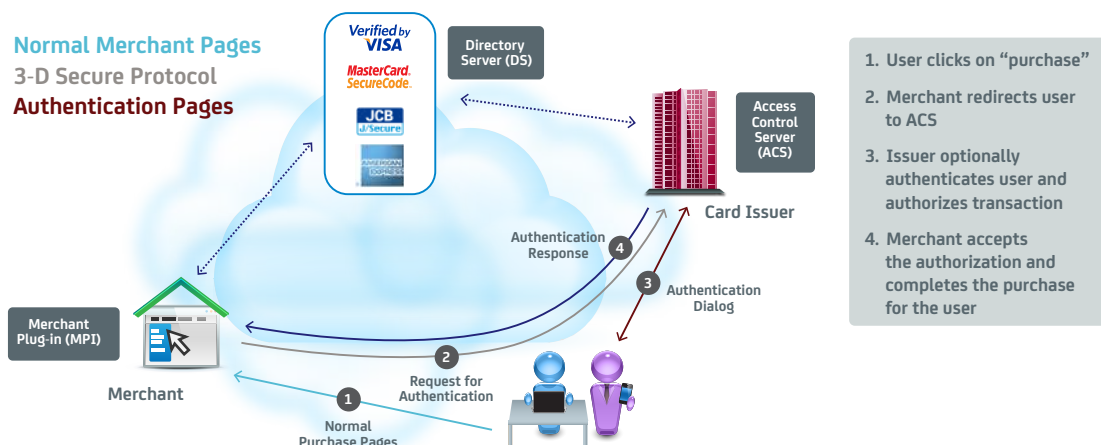 Normal Merchant Pages
3-D Secure Protocol
Authentication Pages
Verified by
VISA
MasterCard.
SecureCode.
JCB
J/Secure
AMERICAN
EXPRESS
Directory
Server (DS)
Access
Control
Server
(ACS)
Card Issuer
Authentication
Response
4
3
Authentication
Dialog
Merchant
Plug-in (MPI)
Merchant
2
Request for
Authentication
1
Normal
Purchase Pages
1. User clicks on “purchase”
2. Merchant redirects user
to ACS
3. Issuer optionally
authenticates user and
authorizes transaction
4. Merchant accepts
the authorization and
completes the purchase
for the user